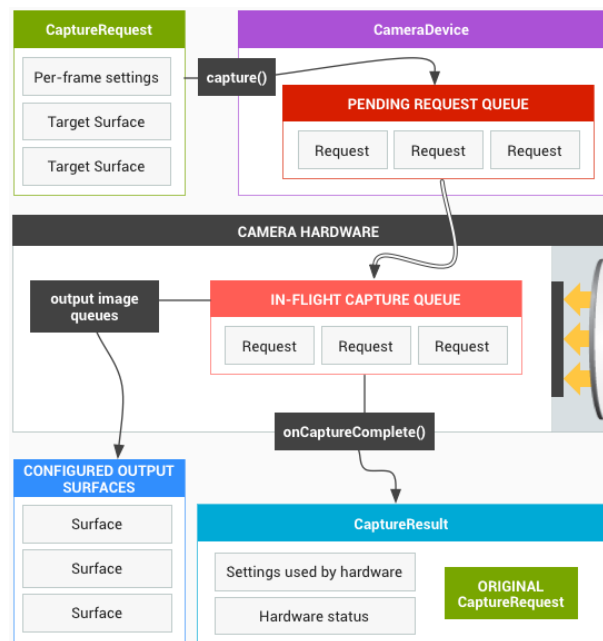 CaptureRequest
Per-frame settings
Target Surface
Target Surface
capture()
CameraDevice
PENDING REQUEST QUEUE
Request
Request
Request
CAMERA HARDWARE
output image
queues
IN-FLIGHT CAPTURE QUEUE
Request
Request
Request
onCaptureComplete()
CONFIGURED OUTPUT
SURFACES
Surface
Surface
Surface
CaptureResult
Settings used by hardware
Hardware status
ORIGINAL
CaptureRequest